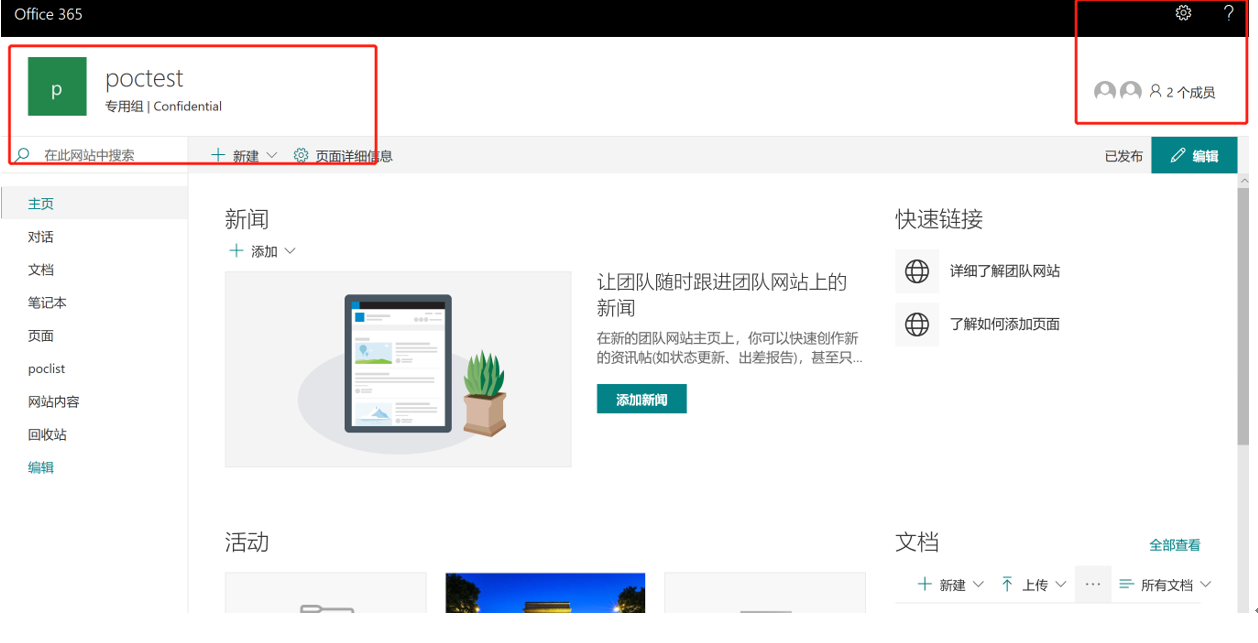 Office 365
?
p
poctest
专用组 | Confidential
2 个成员
在此网站中搜索
新建
页面详细信息
已发布
编辑
主页
对话
文档
笔记本
页面
poclist
网站内容
回收站
编辑
新闻
添加
让团队随时跟进团队网站上的
新闻
在新的团队网站主页上，你可以快速创作新
的资讯帖(如状态更新、出差报告)，甚至只...
添加新闻
快速链接
详细了解团队网站
了解如何添加页面
活动
文档
全部查看
新建
上传
...
所有文档